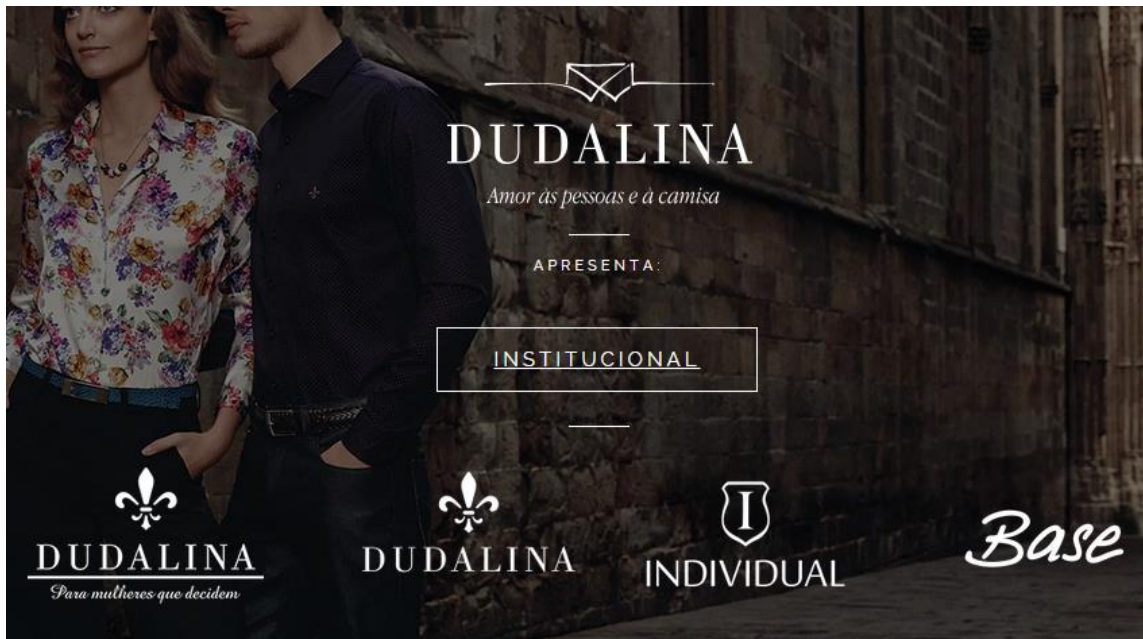 DUDALINA
Amor às pessoas e à camisa
APRESENTA:
INSTITUCIONAL
DUDALINA
Para mulheres que decidem
DUDALINA
I
INDIVIDUAL
Base